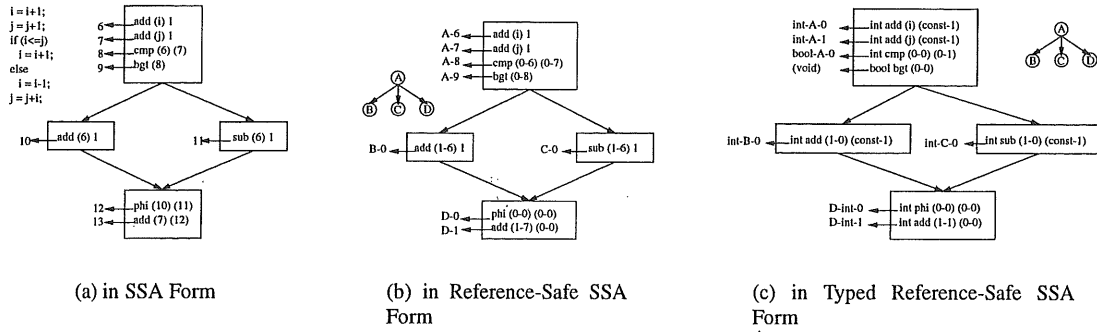 i = i+1;
j = j+1;
if (i<=j)
i = i+1;
else
i = i-1;
j = j+i;
6 add (i) 1
7 add (j) 1
8 cmp (6) (7)
9 bgt (8)
10 add (6) 1
11 sub (6) 1
12 phi (10) (11)
13 add (7) (12)
(a) in SSA Form
A-6 add (i) 1
A-7 add (j) 1
A-8 cmp (0-6) (0-7)
A-9 bgt (0-8)
A
B C D
B-0 add (1-6) 1
C-0 sub (1-6) 1
D-0 phi (0-0) (0-0)
D-1 add (1-7) (0-0)
(b) in Reference-Safe SSA
Form
int-A-0 int add (i) (const-1)
int-A-1 int add (j) (const-1)
bool-A-0 int cmp (0-0) (0-1)
(void) bool bgt (0-0)
A
B C D
int-B-0 int add (1-0) (const-1)
int-C-0 int sub (1-0) (const-1)
D-int-0 int phi (0-0) (0-0)
D-int-1 int add (1-1) (0-0)
(c) in Typed Reference-Safe SSA
Form